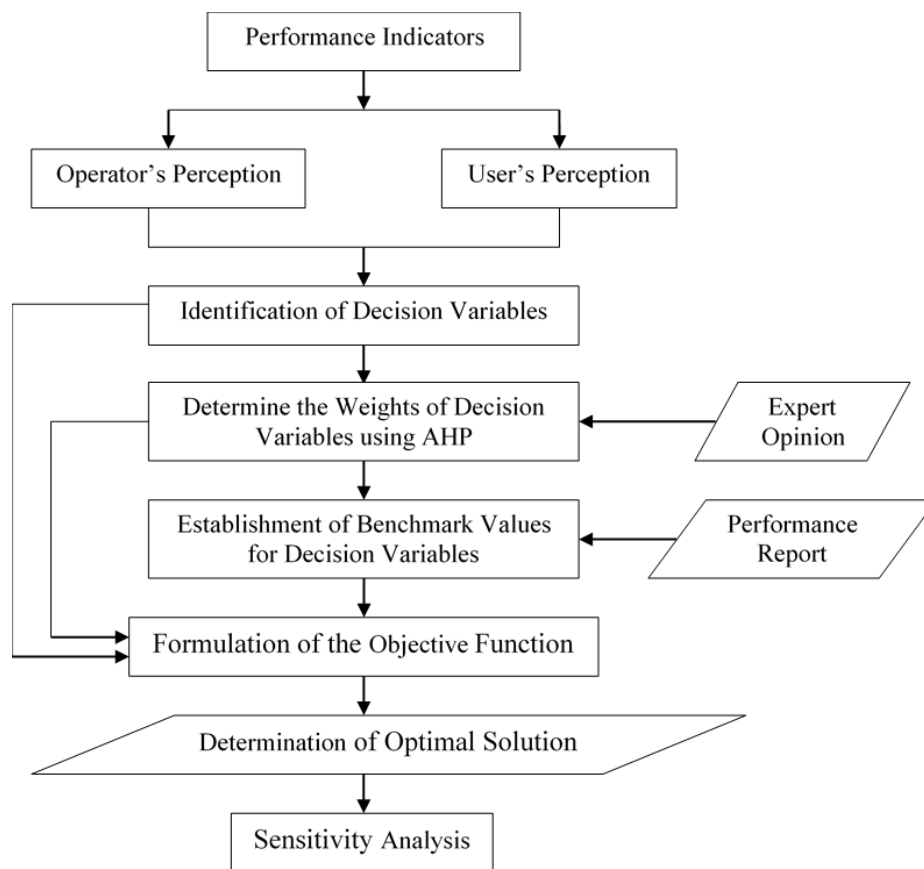 Performance Indicators
Operator’s Perception
User’s Perception
Identification of Decision Variables
Determine the Weights of Decision
Variables using AHP
Expert
Opinion
Establishment of Benchmark Values
for Decision Variables
Performance
Report
Formulation of the Objective Function
Determination of Optimal Solution
Sensitivity Analysis